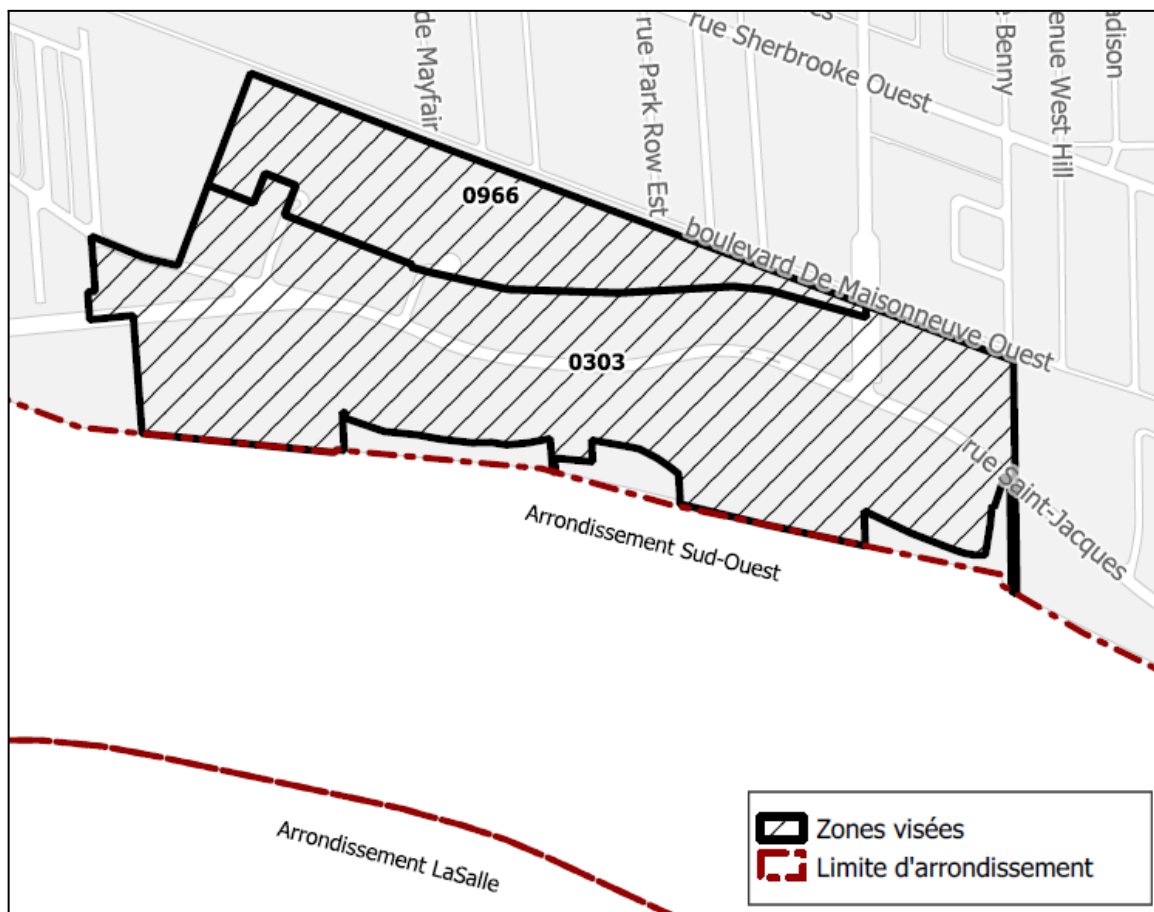 de Mayfair
rue Park Row Est
rue Sherbrooke Ouest
Benny
enue West Hill
adison
0966
boulevard De Maisonneuve Ouest
0303
rue Saint-Jacques
Arrondissement Sud-Ouest
Arrondissement LaSalle
Zones visées
Limite d'arrondissement